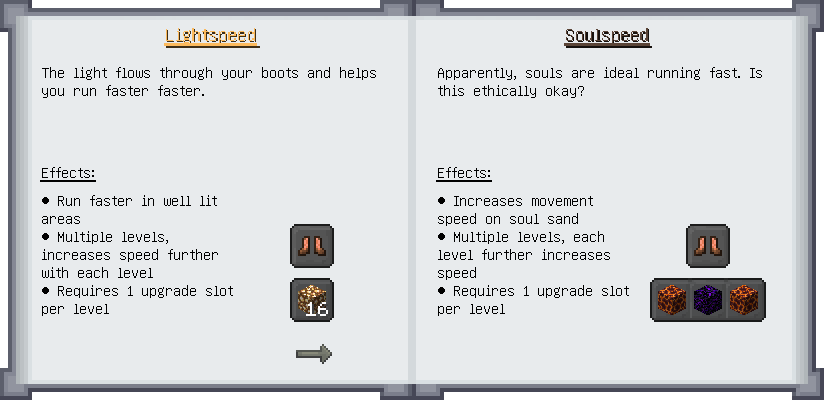 Lightspeed
The light flows through your boots and helps
you run faster faster.
Effects:
● Run faster in well lit
areas
● Multiple levels,
increases speed further
with each level
● Requires 1 upgrade slot
per level
16
Soulspeed
Apparently, souls are ideal running fast. Is
this ethically okay?
Effects:
● Increases movement
speed on soul sand
● Multiple levels, each
level further increases
speed
● Requires 1 upgrade slot
per level